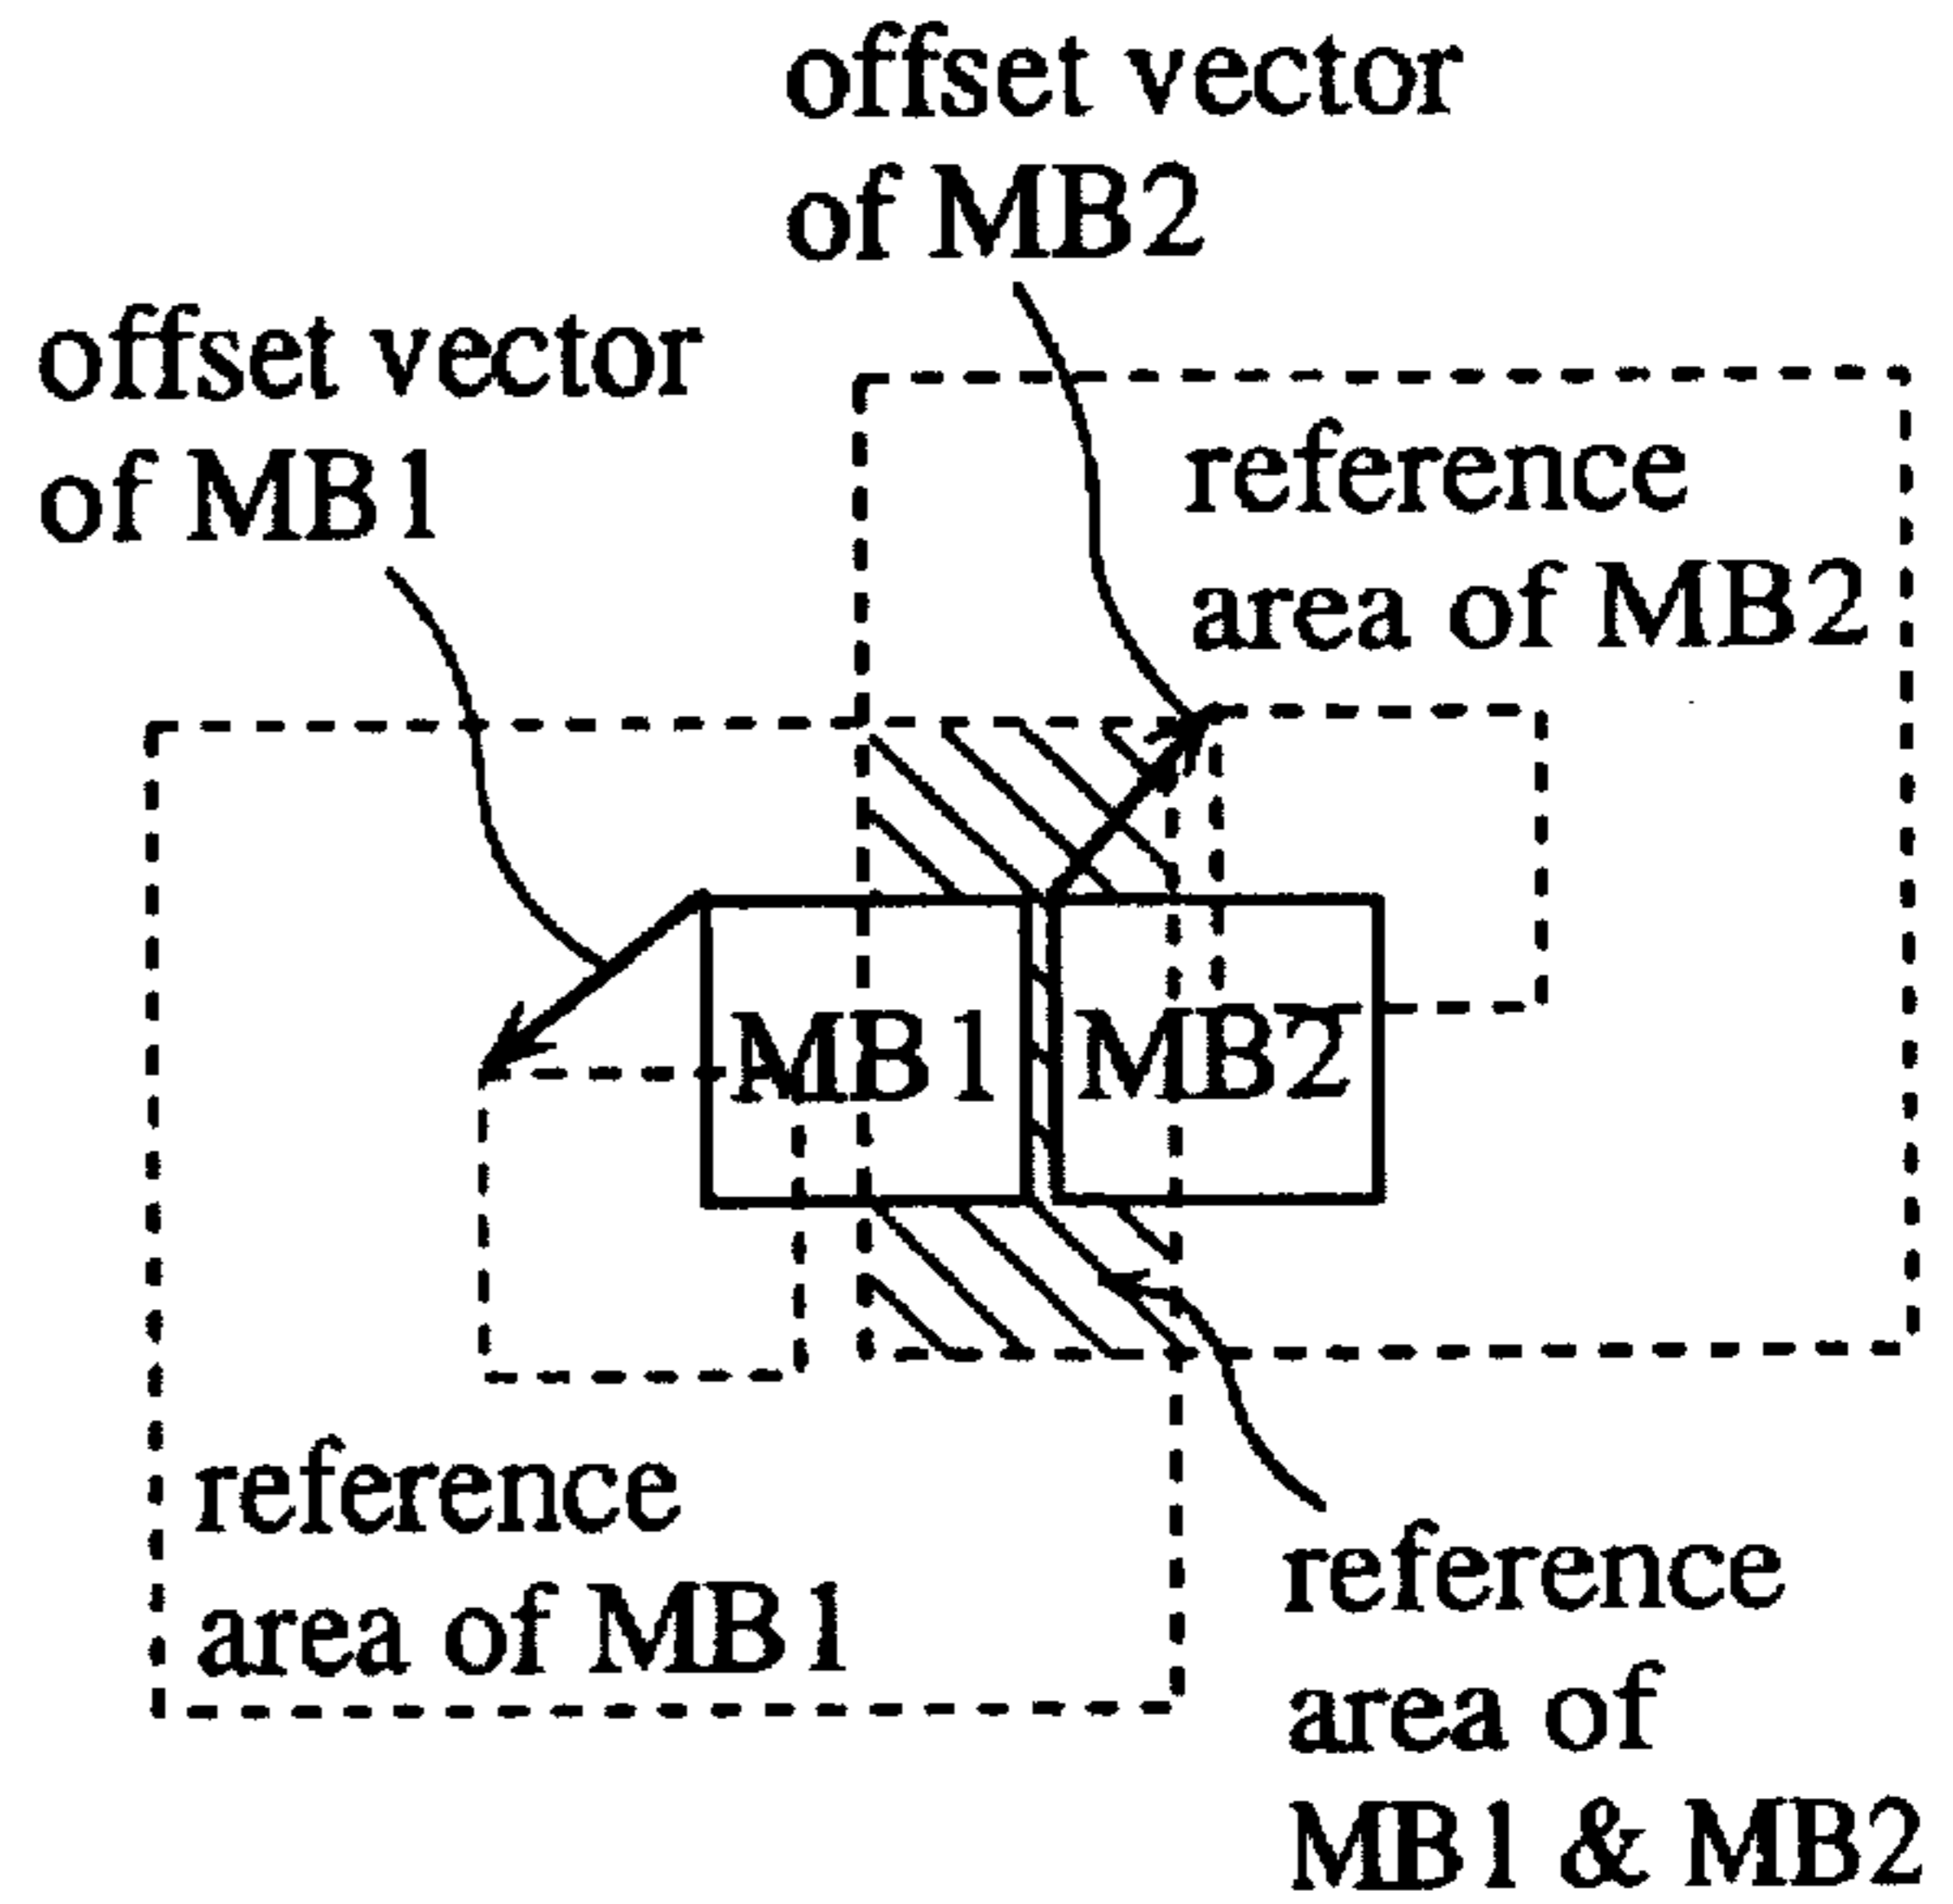 offset vector
of MB2
offset vector
of MB1
reference
area of MB2
MB1
MB2
reference
area of MB1
reference
area of
MB1 & MB2